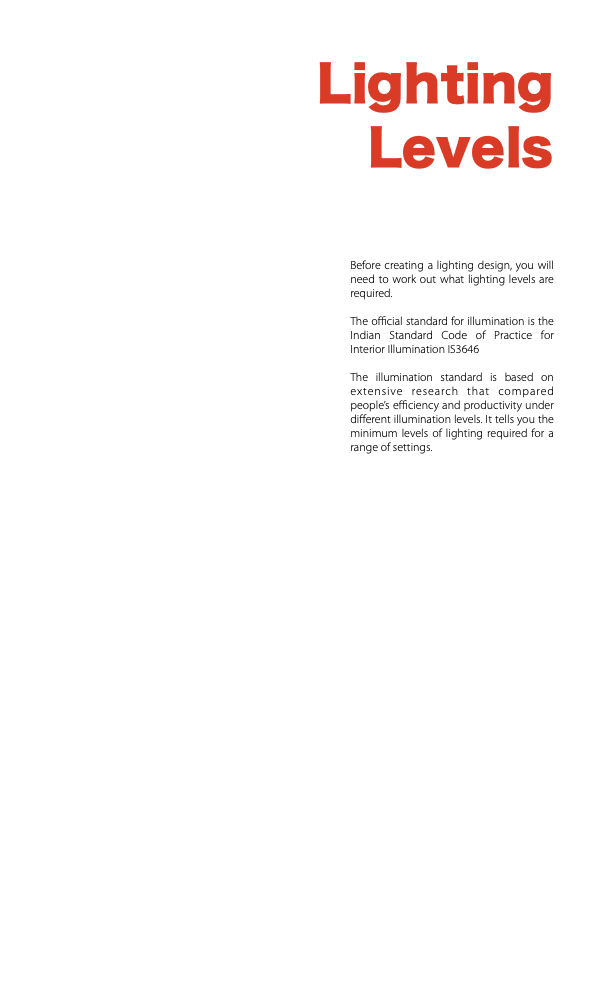 Lighting
Levels
Before creating a lighting design, you will
need to work out what lighting levels are
required.
The official standard for illumination is the
Indian Standard Code of Practice for
Interior Illumination IS3646
The illumination standard is based on
extensive research that compared
people's efficiency and productivity under
different illumination levels. It tells you the
minimum levels of lighting required for a
range of settings.